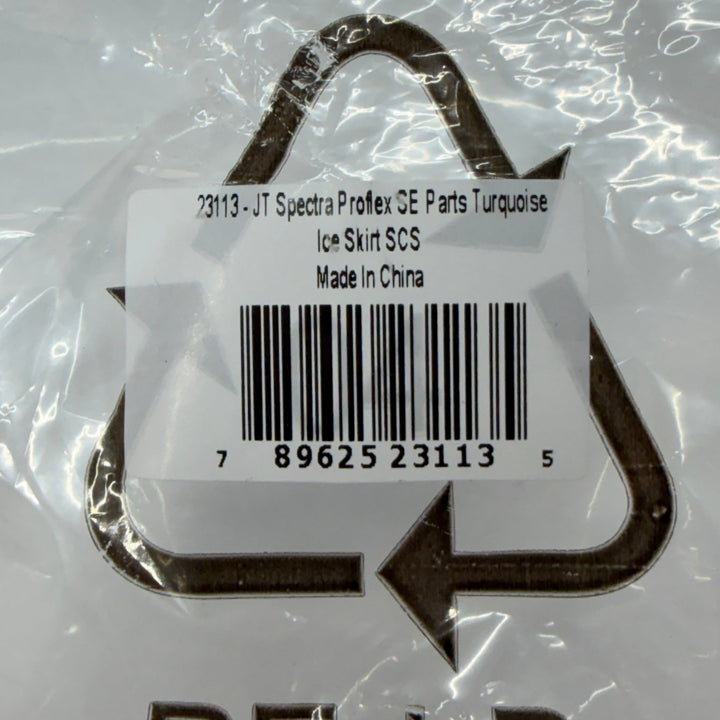 23113 - JT Spectra Proflex SE Parts Turquoise
Ice Skirt SCS
Made In China
7 89625 23113 5